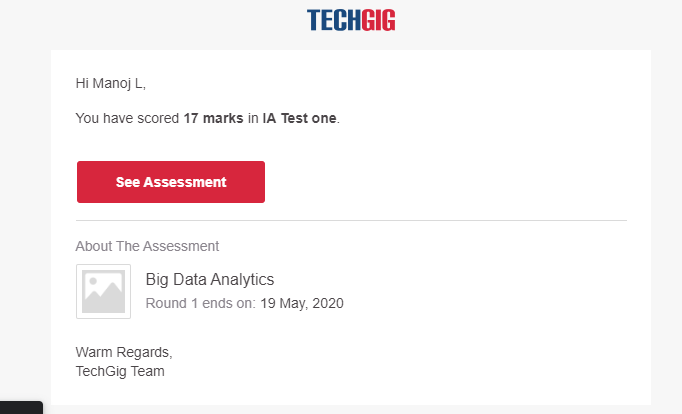 TECHGIG
Hi Manoj L,
You have scored 17 marks in IA Test one.
See Assessment
About The Assessment
Big Data Analytics
Round 1 ends on: 19 May, 2020
Warm Regards,
TechGig Team